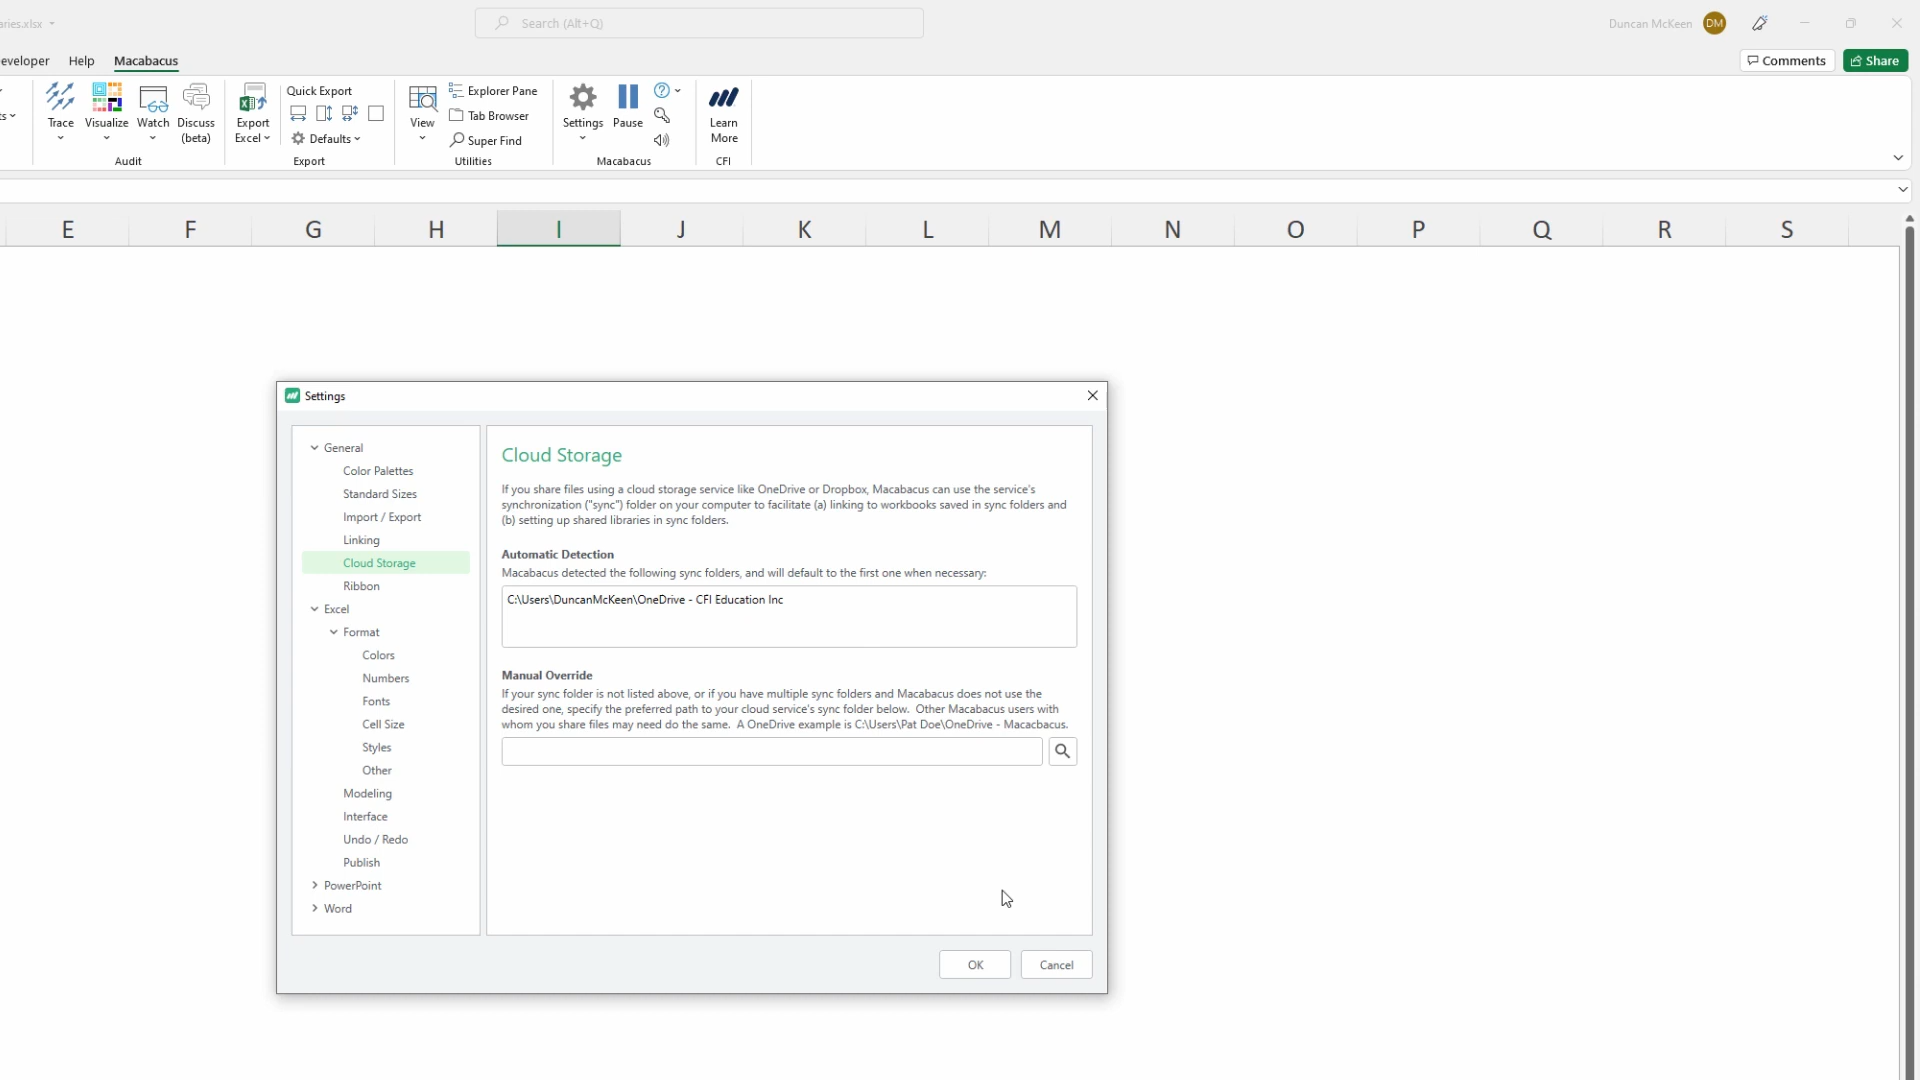 aries.xlsx
Search (Alt+Q)
Duncan McKeen
DM
eveloper
Help
Macabacus
Comments
Share
Trace
Visualize
Watch
Discuss
(beta)
Audit
Export
Excel
Quick Export
Defaults
Export
View
Explorer Pane
Tab Browser
Super Find
Utilities
Settings
Pause
Macabacus
Learn
More
CFI
E F G H I J K L M N O P Q R S
Settings
General
Color Palettes
Standard Sizes
Import / Export
Linking
Cloud Storage
Ribbon
Excel
Format
Colors
Numbers
Fonts
Cell Size
Styles
Other
Modeling
Interface
Undo / Redo
Publish
PowerPoint
Word
Cloud Storage
If you share files using a cloud storage service like OneDrive or Dropbox, Macabacus can use the service's
synchronization ("sync") folder on your computer to facilitate (a) linking to workbooks saved in sync folders and
(b) setting up shared libraries in sync folders.
Automatic Detection
Macabacus detected the following sync folders, and will default to the first one when necessary:
C:\Users\DuncanMcKeen\OneDrive - CFI Education Inc
Manual Override
If your sync folder is not listed above, or if you have multiple sync folders and Macabacus does not use the
desired one, specify the preferred path to your cloud service's sync folder below. Other Macabacus users with
whom you share files may need do the same. A OneDrive example is C:\Users\Pat Doe\OneDrive - Macacbacus.
OK
Cancel